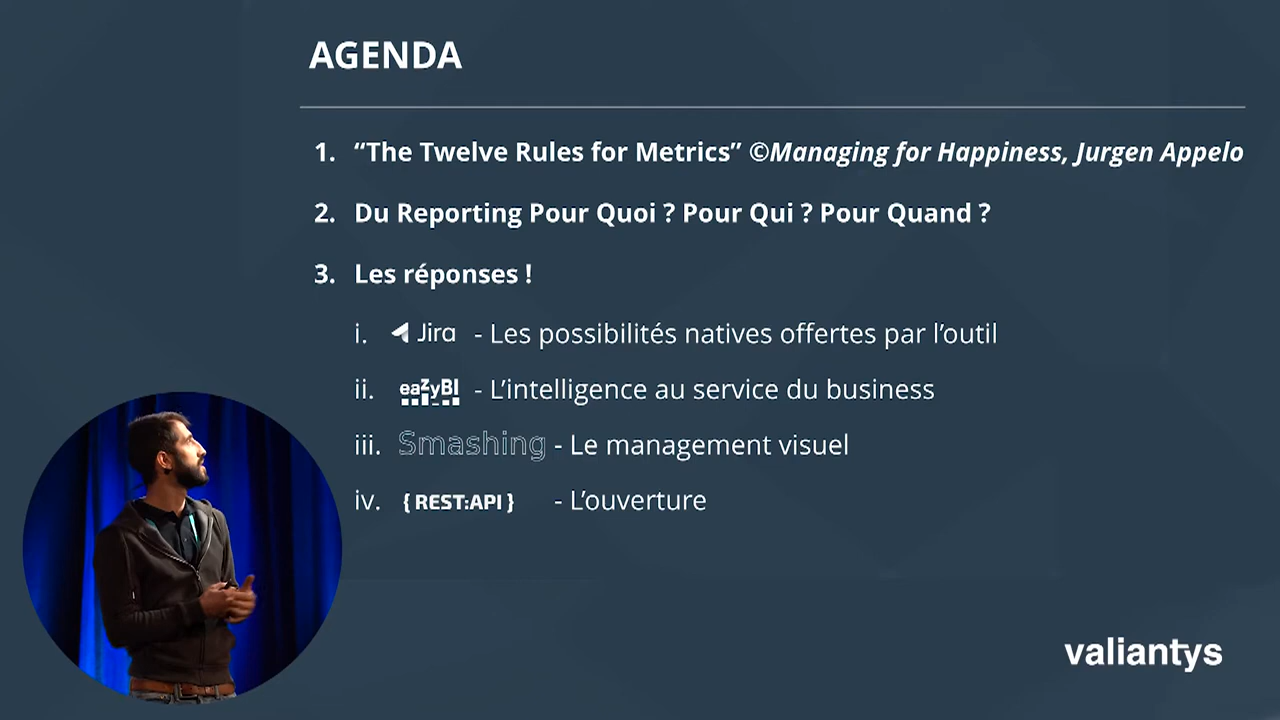 AGENDA
1. “The Twelve Rules for Metrics” ©Managing for Happiness, Jurgen Appelo
2. Du Reporting Pour Quoi ? Pour Qui ? Pour Quand ?
3. Les réponses !
i. Jira - Les possibilités natives offertes par l’outil
ii. eaZyBI - L’intelligence au service du business
iii. Smashing - Le management visuel
iv. { REST:API } - L’ouverture
valiantys